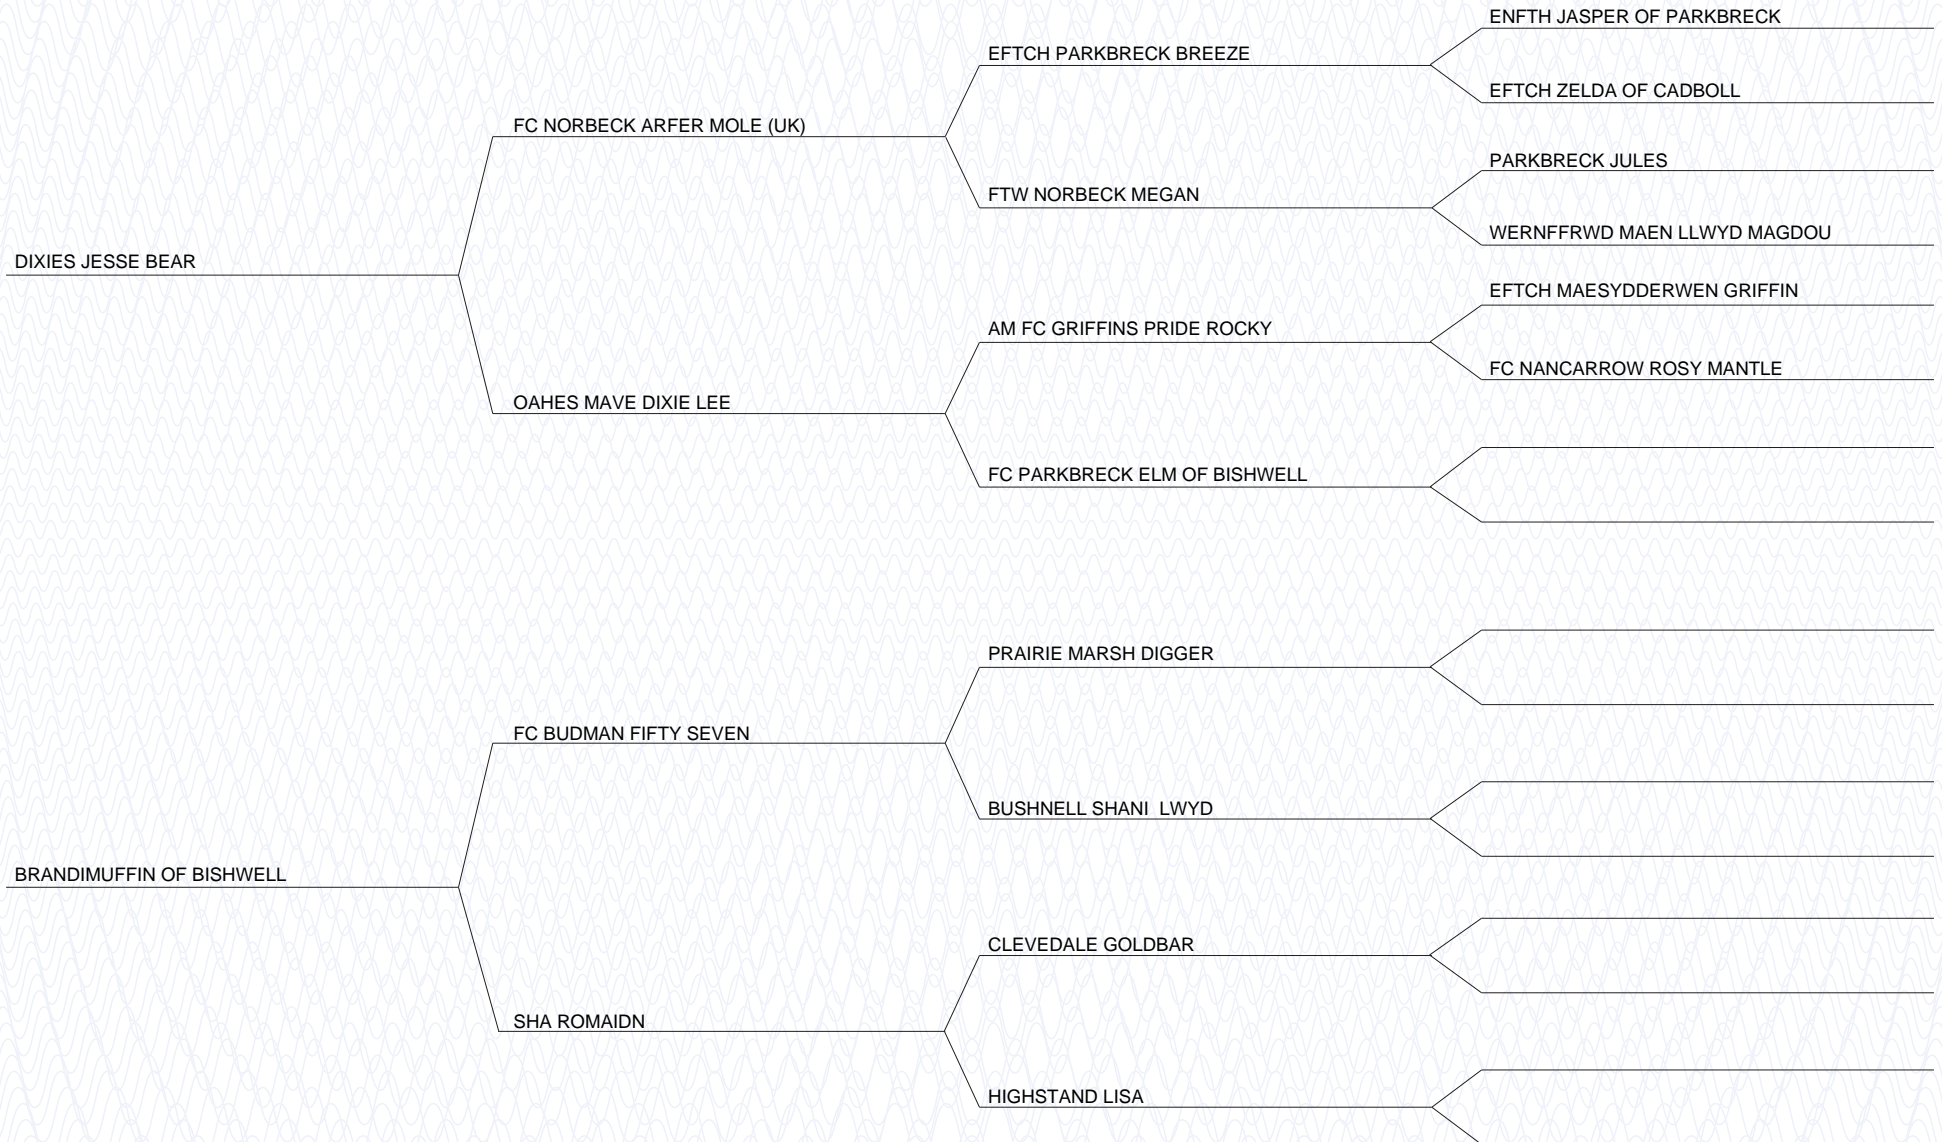 ENFTH JASPER OF PARKBRECK
EFTCH PARKBRECK BREEZE
EFTCH ZELDA OF CADBOLL
FC NORBECK ARFER MOLE (UK)
PARKBRECK JULES
FTW NORBECK MEGAN
WERNFFRWD MAEN LLWYD MAGDOU
DIXIES JESSE BEAR
EFTCH MAESYDDERWEN GRIFFIN
AM FC GRIFFINS PRIDE ROCKY
FC NANCARROW ROSY MANTLE
OAHES MAVE DIXIE LEE
FC PARKBRECK ELM OF BISHWELL
PRAIRIE MARSH DIGGER
FC BUDMAN FIFTY SEVEN
BUSHNELL SHANI  LWYD
BRANDIMUFFIN OF BISHWELL
CLEVEDALE GOLDBAR
SHA ROMAIDN
HIGHSTAND LISA